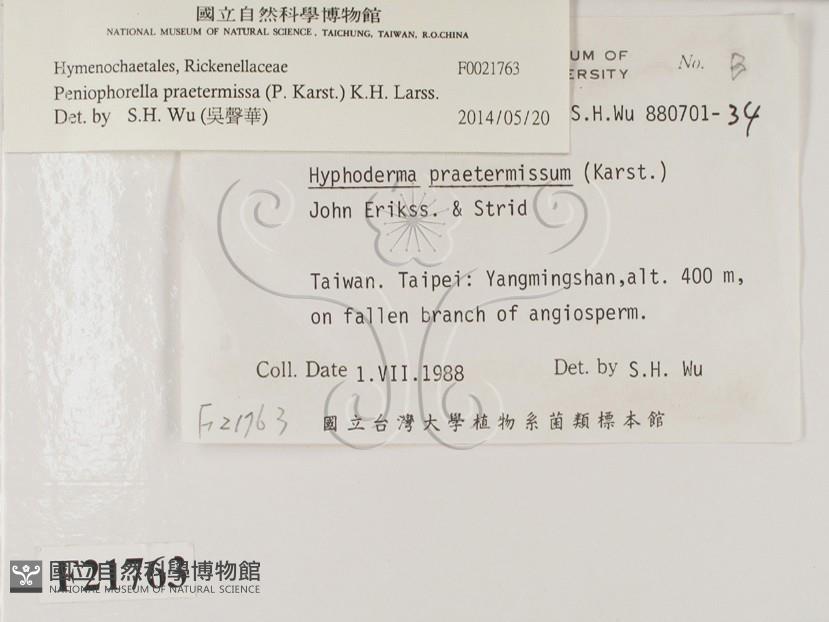 國立自然科學博物館
NATIONAL MUSEUM OF NATURAL SCIENCE, TAICHUNG, TAIWAN, R.O.CHINA
Hymenochaetales, Rickenellaceae F0021763
Peniophorella praetermissa (P. Karst.) K.H. Larss.
Det. by S.H. Wu (吳聲華) 2014/05/20
UM OF
ERSITY
No. B
S.H.Wu 880701-34
Hyphoderma praetermissum (Karst.)
John Erikss. & Strid
Taiwan. Taipei: Yangmingshan,alt. 400 m,
on fallen branch of angiosperm.
Coll. Date 1.VII.1988 Det. by S.H. Wu
F21763 國立台灣大學植物系菌類標本館
F21763
國立自然科學博物館
NATIONAL MUSEUM OF NATURAL SCIENCE